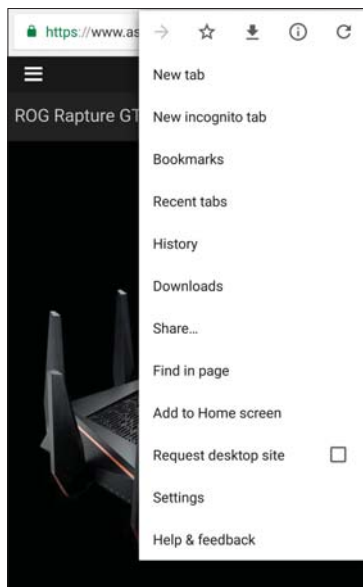 https://www.as
New tab
New incognito tab
ROG Rapture GT
Bookmarks
Recent tabs
History
Downloads
Share...
Find in page
Add to Home screen
Request desktop site
Settings
Help & feedback